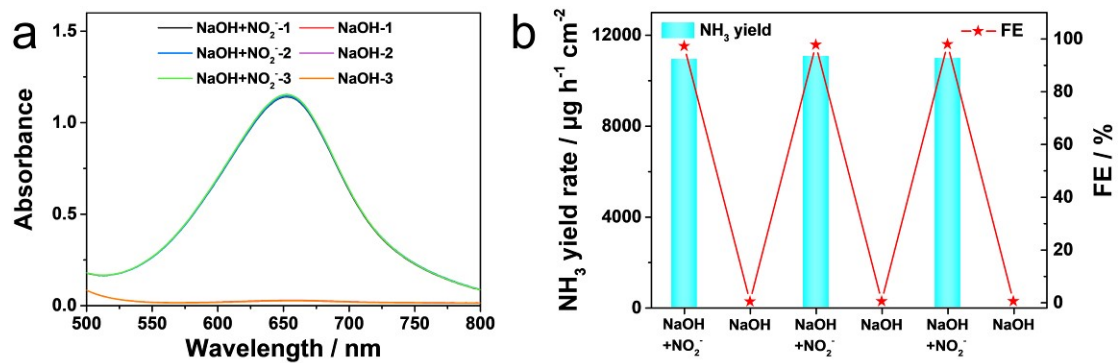 a
NaOH+NO₂⁻-1
NaOH-1
NaOH+NO₂⁻-2
NaOH-2
NaOH+NO₂⁻-3
NaOH-3
1.5
1.0
0.5
0.0
Absorbance
500
550
600
650
700
750
800
Wavelength / nm
b
NH₃ yield
FE
12000
8000
4000
0
NH₃ yield rate / µg h⁻¹ cm⁻²
100
80
60
40
20
0
FE / %
NaOH
+NO₂⁻
NaOH
NaOH
+NO₂⁻
NaOH
NaOH
+NO₂⁻
NaOH